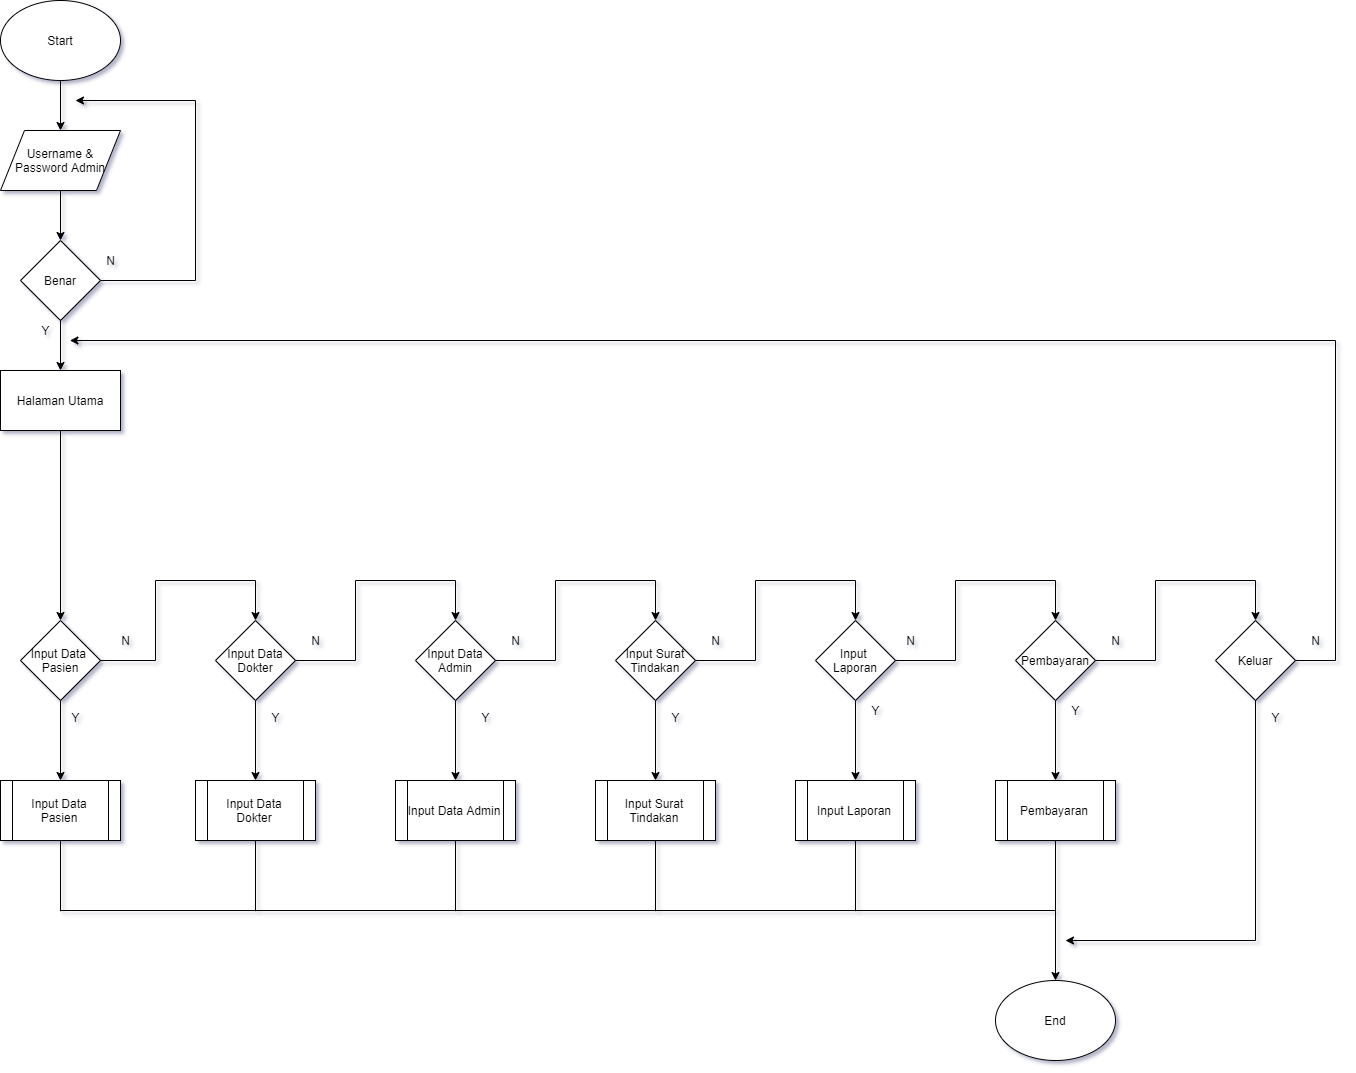 Start
Username &
Password Admin
Benar
N
Y
Halaman Utama
Input Data
Pasien
N
Input Data
Dokter
N
Input Data
Admin
N
Input Surat
Tindakan
N
Input
Laporan
N
Pembayaran
N
Keluar
N
Y
Y
Y
Y
Y
Y
Y
Input Data
Pasien
Input Data
Dokter
Input Data Admin
Input Surat
Tindakan
Input Laporan
Pembayaran
End